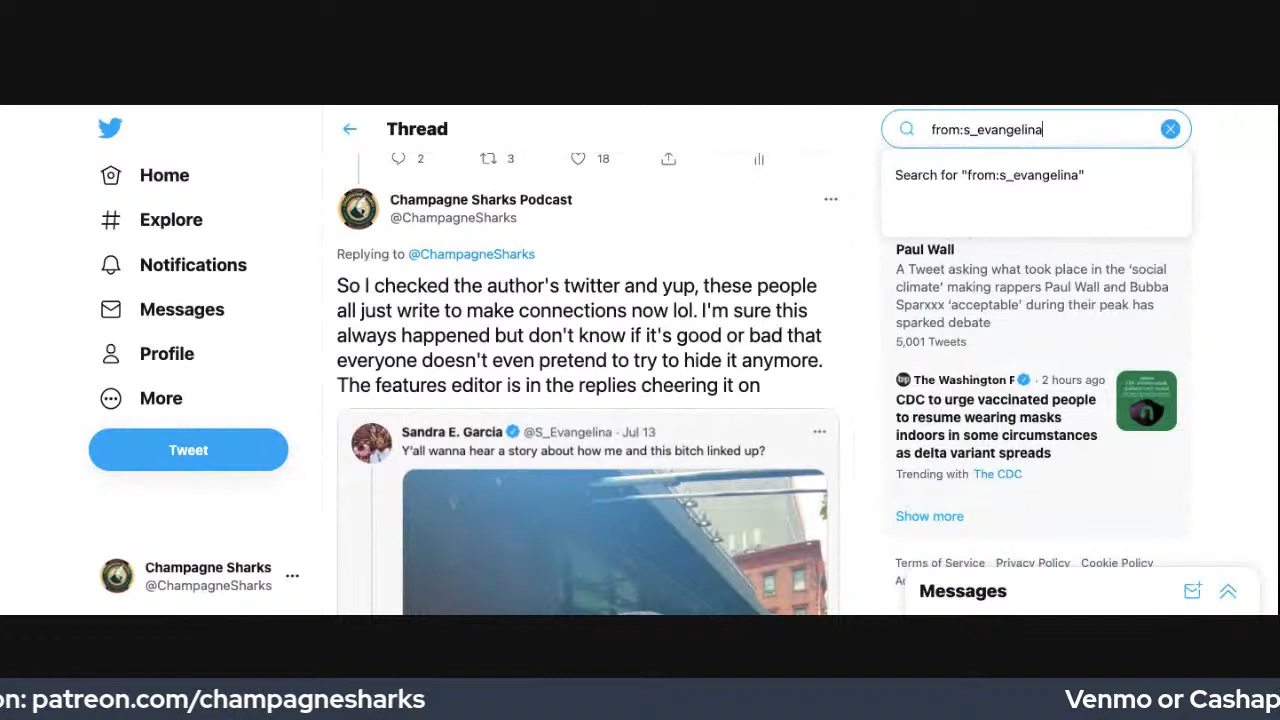 Home
Explore
Notifications
Messages
Profile
More
Tweet
Champagne Sharks
@ChampagneSharks
Thread
2
3
18
Champagne Sharks Podcast
@ChampagneSharks
Replying to @ChampagneSharks
So I checked the author's twitter and yup, these people
all just write to make connections now lol. I'm sure this
always happened but don't know if it's good or bad that
everyone doesn't even pretend to try to hide it anymore.
The features editor is in the replies cheering it on
Sandra E. Garcia @S_Evangelina · Jul 13
Y'all wanna hear a story about how me and this bitch linked up?
from:s_evangelina
Search for "from:s_evangelina"
Paul Wall
A Tweet asking what took place in the ‘social
climate’ making rappers Paul Wall and Bubba
Sparxxx ‘acceptable’ during their peak has
sparked debate
5,001 Tweets
The Washington P · 2 hours ago
CDC to urge vaccinated people
to resume wearing masks
indoors in some circumstances
as delta variant spreads
Trending with The CDC
Show more
Terms of Service Privacy Policy Cookie Policy
Messages
on: patreon.com/champagnesharks
Venmo or Cashap